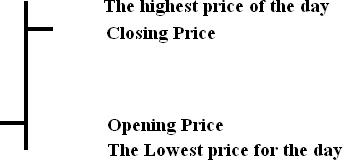 The highest price of the day
Closing Price
Opening Price
The Lowest price for the day